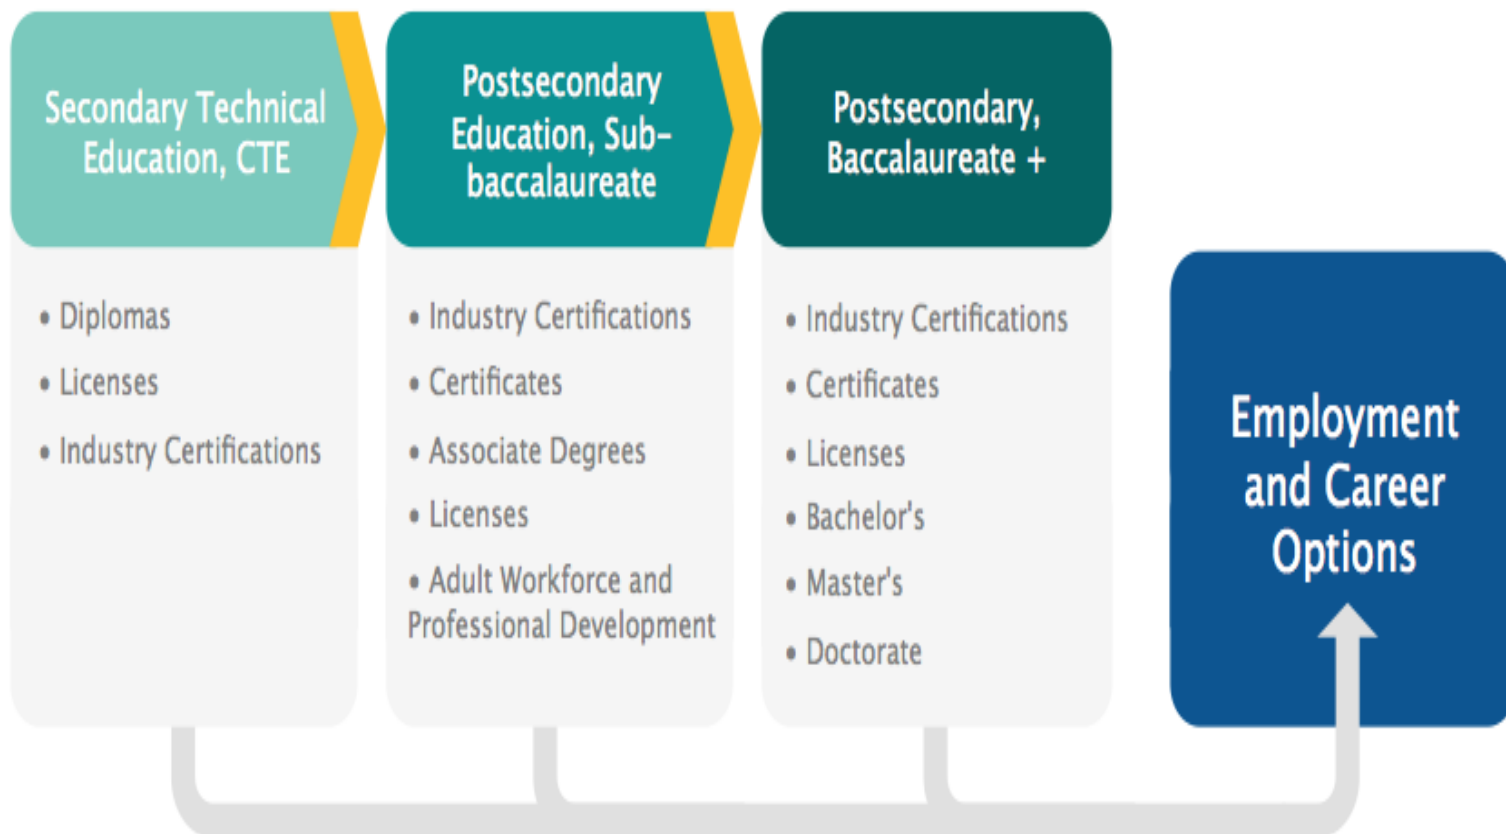 Secondary Technical
Education, CTE
• Diplomas
• Licenses
• Industry Certifications
Postsecondary
Education, Sub-
baccalaureate
• Industry Certifications
• Certificates
• Associate Degrees
• Licenses
• Adult Workforce and
Professional Development
Postsecondary,
Baccalaureate +
• Industry Certifications
• Certificates
• Licenses
• Bachelor's
• Master's
• Doctorate
Employment
and Career
Options